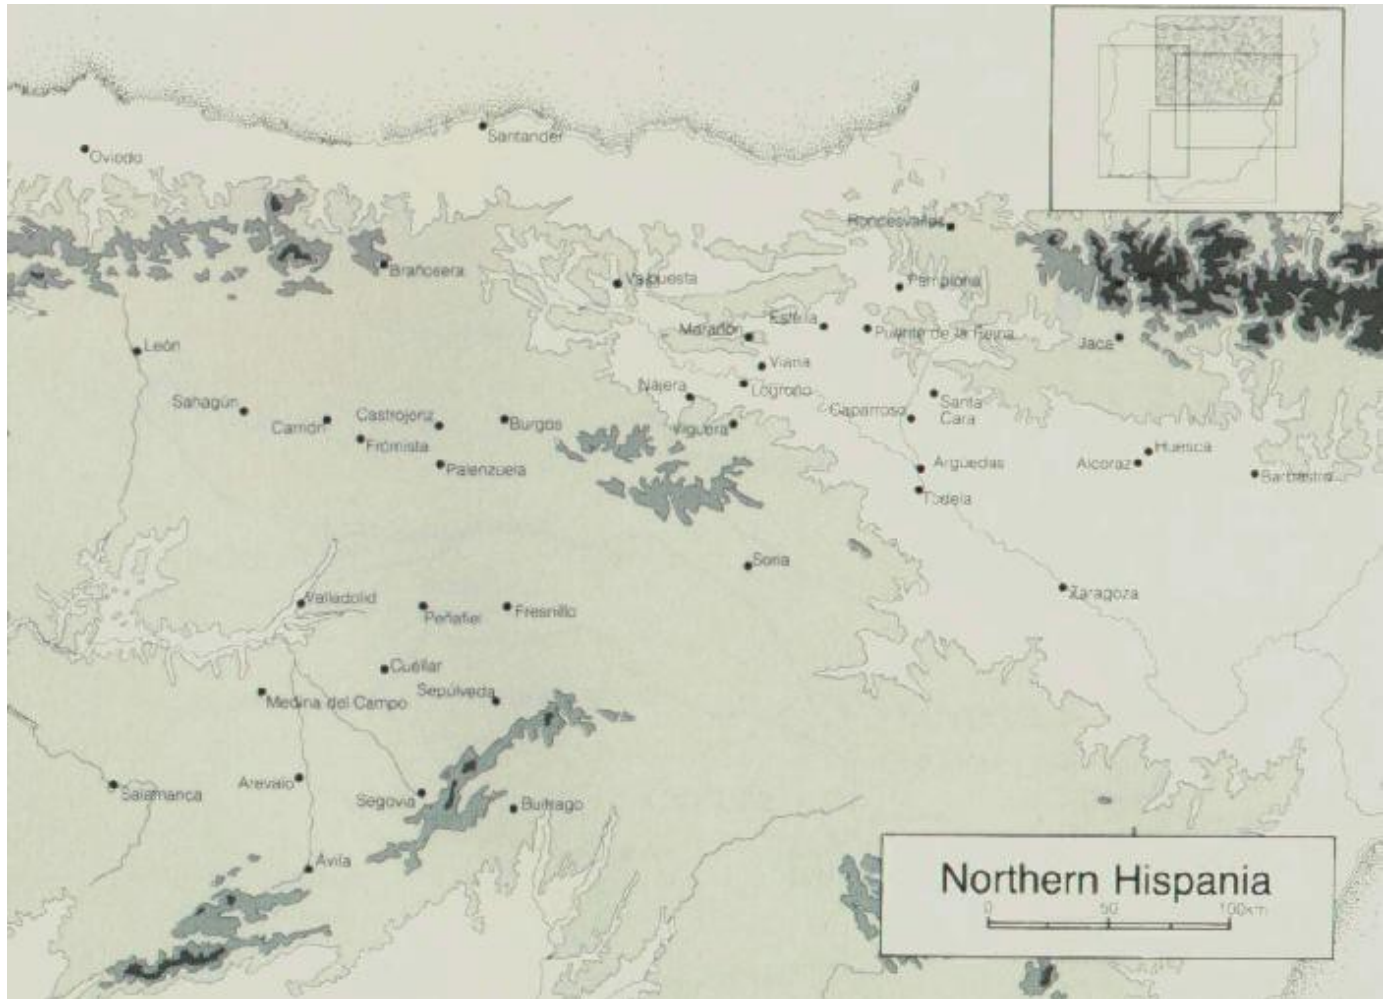 Santander
Oviedo
Roncesvalles
Brañosera
Valpuesta
Pamplona
Estella
Marañón
Puente de la Reina
Jaca
León
Viana
Nájera
Logroño
Sahagún
Castrojeriz
Santa
Cara
Caparroso
Carrión
Burgos
Viguera
Frómista
Huesca
Palenzuela
Arguedas
Alcoraz
Barbastro
Tudela
Soria
Zaragoza
Valladolid
Peñafiel
Fresnillo
Cuéllar
Sepúlveda
Medina del Campo
Arevalo
Salamanca
Segovia
Buitrago
Ávila
Northern Hispania
0 50 100km